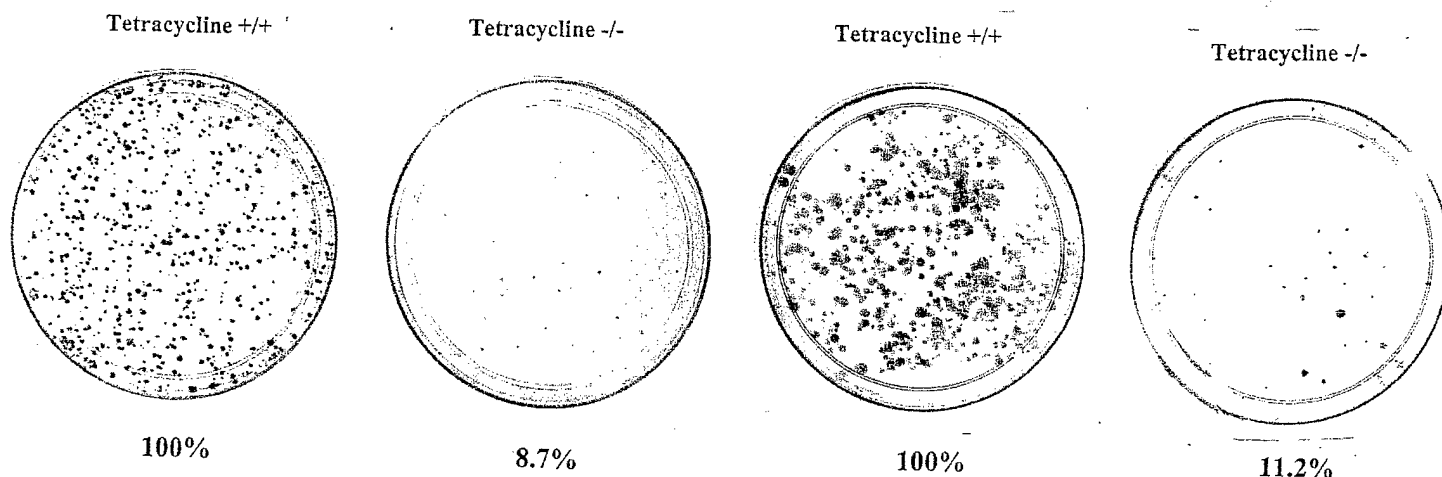 Tetracycline +/+
Tetracycline -/-
Tetracycline +/+
Tetracycline -/-
100%
8.7%
100%
11.2%